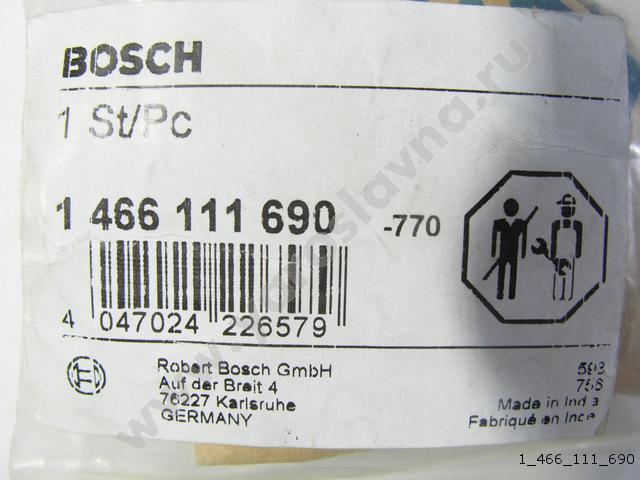 BOSCH
1 St/Pc
1 466 111 690 -770
4 047024 226579
Robert Bosch GmbH
Auf der Breit 4
76227 Karlsruhe
GERMANY
Made in India
Fabriqué en Inde
1_466_111_690